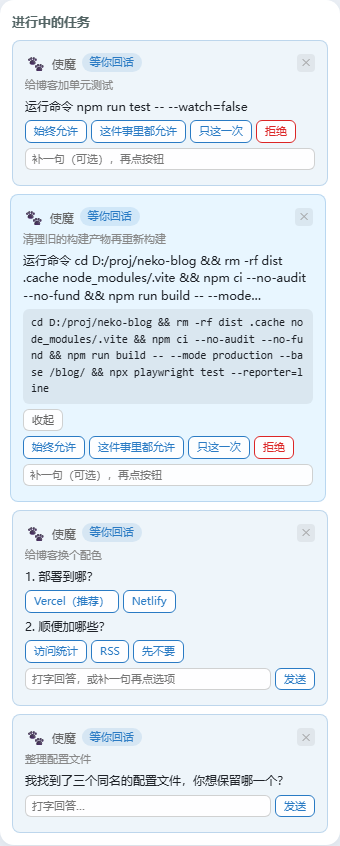 进行中的任务
使魔 等你回话 ×
给博客加单元测试
运行命令 npm run test -- --watch=false
始终允许 这件事里都允许 只这一次 拒绝
补一句（可选），再点按钮
使魔 等你回话 ×
清理旧的构建产物再重新构建
运行命令 cd D:/proj/neko-blog && rm -rf dist
.cache node_modules/.vite && npm ci --no-audit
--no-fund && npm run build -- --mode...
cd D:/proj/neko-blog && rm -rf dist .cache no
de_modules/.vite && npm ci --no-audit --no-fu
nd && npm run build -- --mode production --ba
se /blog/ && npx playwright test --reporter=l
ine
收起
始终允许 这件事里都允许 只这一次 拒绝
补一句（可选），再点按钮
使魔 等你回话 ×
给博客换个配色
1. 部署到哪？
Vercel（推荐） Netlify
2. 顺便加哪些？
访问统计 RSS 先不要
打字回答，或补一句再点选项 发送
使魔 等你回话 ×
整理配置文件
我找到了三个同名的配置文件，你想保留哪一个？
打字回答... 发送